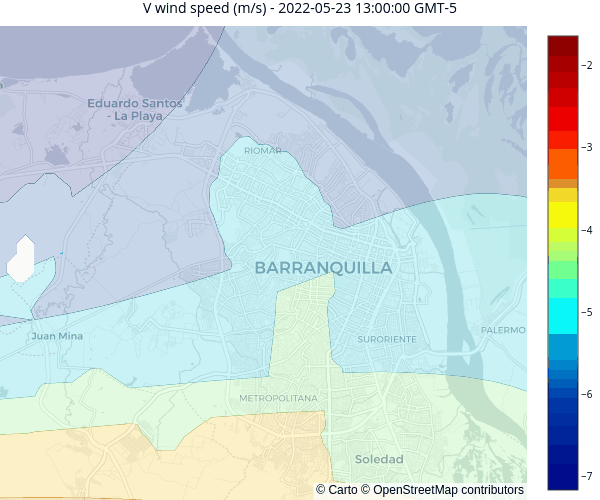 V wind speed (m/s) - 2022-05-23 13:00:00 GMT-5
−2
Eduardo Santos
- La Playa
RIOMAR
−3
−4
BARRANQUILLA
−5
Juan Mina
SURORIENTE
PALERMO
−6
METROPOLITANA
Soledad
−7
© Carto © OpenStreetMap contributors